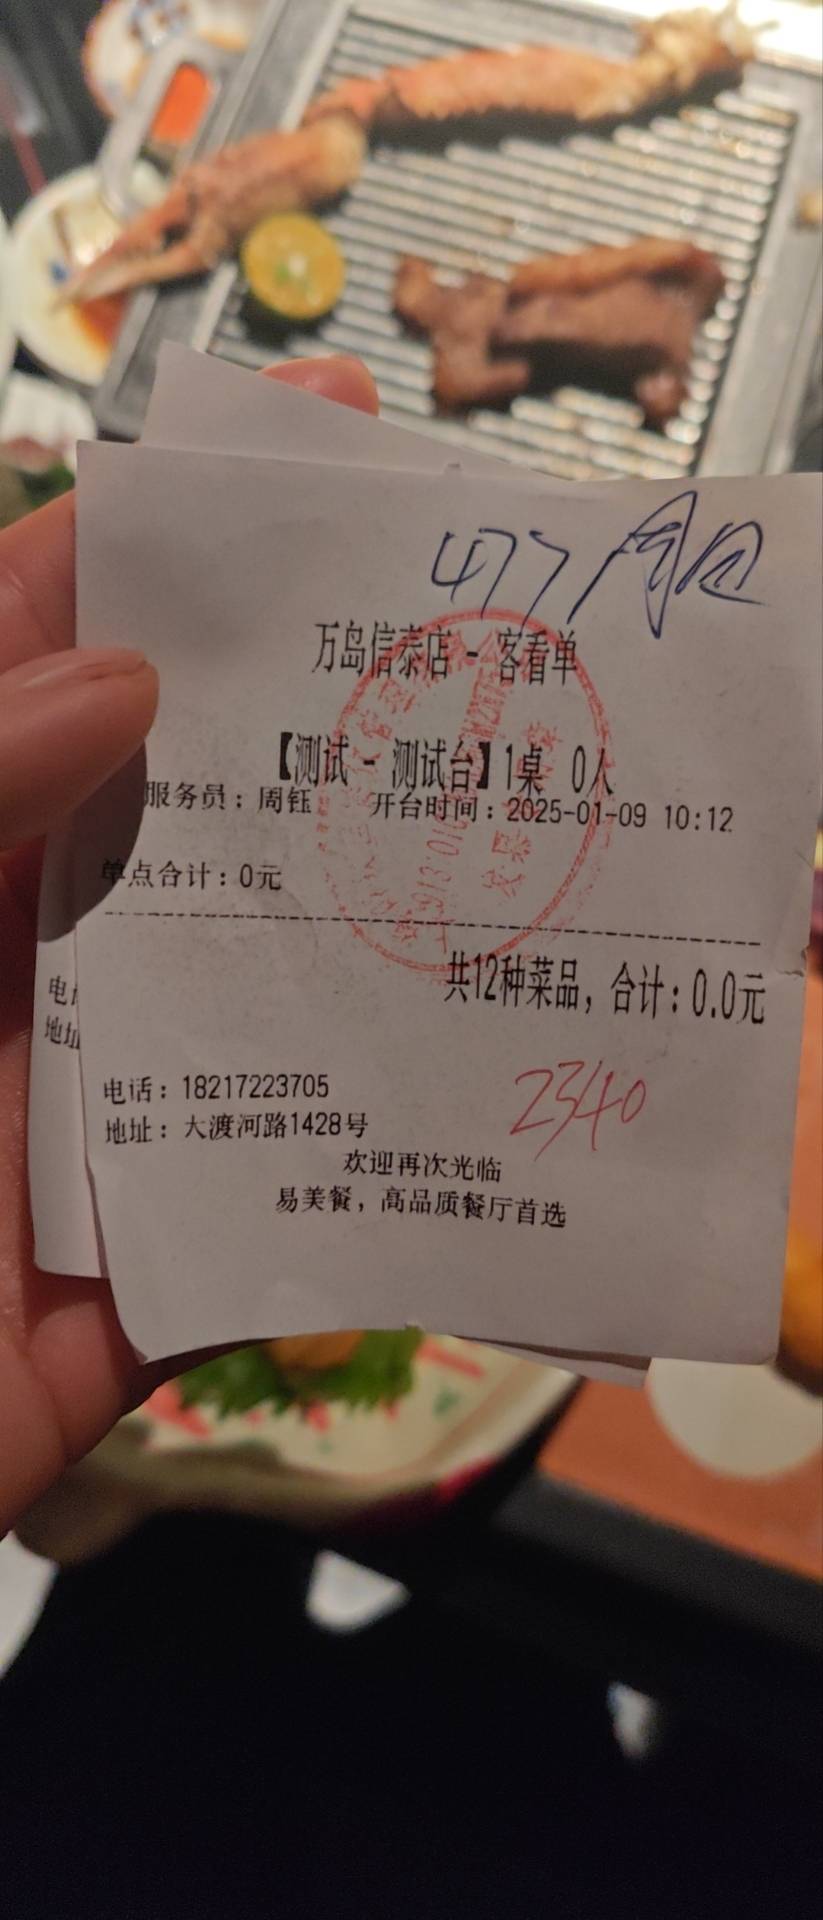 477 周
万岛信泰店 - 客看单
【测试 - 测试台】1桌 0人
服务员：周钰 开台时间：2025-01-09 10:12
单点合计：0元
共12种菜品，合计：0.0元
电话：18217223705
2340
地址：大渡河路1428号
欢迎再次光临
易美餐，高品质餐厅首选
电
地址